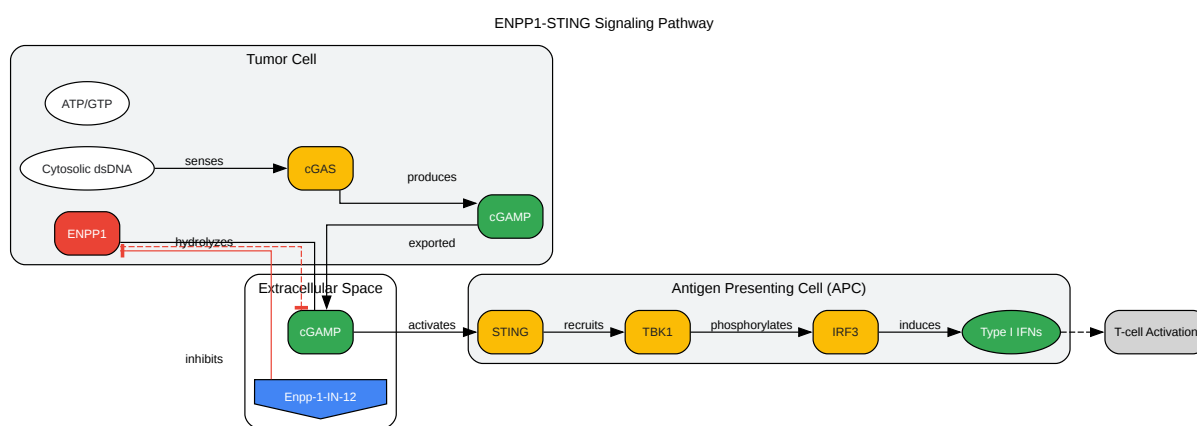 ENPP1-STING Signaling Pathway
Tumor Cell
ATP/GTP
Cytosolic dsDNA
senses
cGAS
produces
cGAMP
ENPP1
hydrolyzes
exported
Extracellular Space
Antigen Presenting Cell (APC)
cGAMP
activates
STING
recruits
TBK1
phosphorylates
IRF3
induces
Type I IFNs
T-cell Activation
inhibits
Enpp-1-IN-12